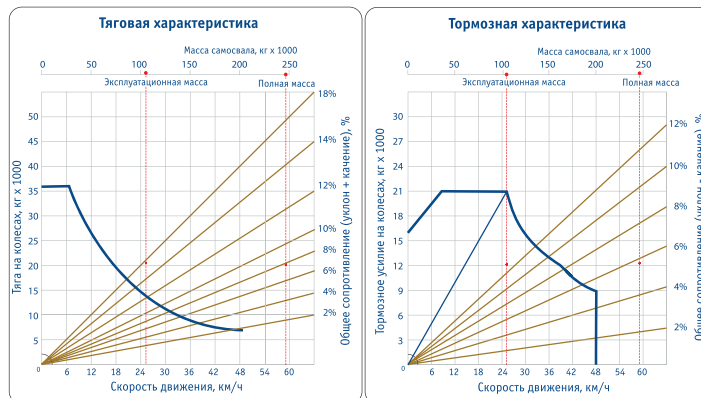 Тяговая характеристика
Масса самосвала, кг x 1000
0 50 100 150 200 250
Эксплуатационная масса
Полная масса
18%
14%
12%
10%
8%
6%
4%
2%
50
45
40
35
30
25
20
15
10
5
0
Тяга на колесах, кг x 1000
Общее сопротивление (уклон + качение), %
6 12 18 24 30 36 42 48 54 60
Скорость движения, км/ч
Тормозная характеристика
Масса самосвала, кг x 1000
0 50 100 150 200 250
Эксплуатационная масса
Полная масса
12%
10%
8%
6%
4%
2%
30
27
24
21
18
15
12
9
6
3
0
Тормозное усилие на колесах, кг x 1000
Общее сопротивление (уклон + качение), %
6 12 18 24 30 36 42 48 54 60
Скорость движения, км/ч